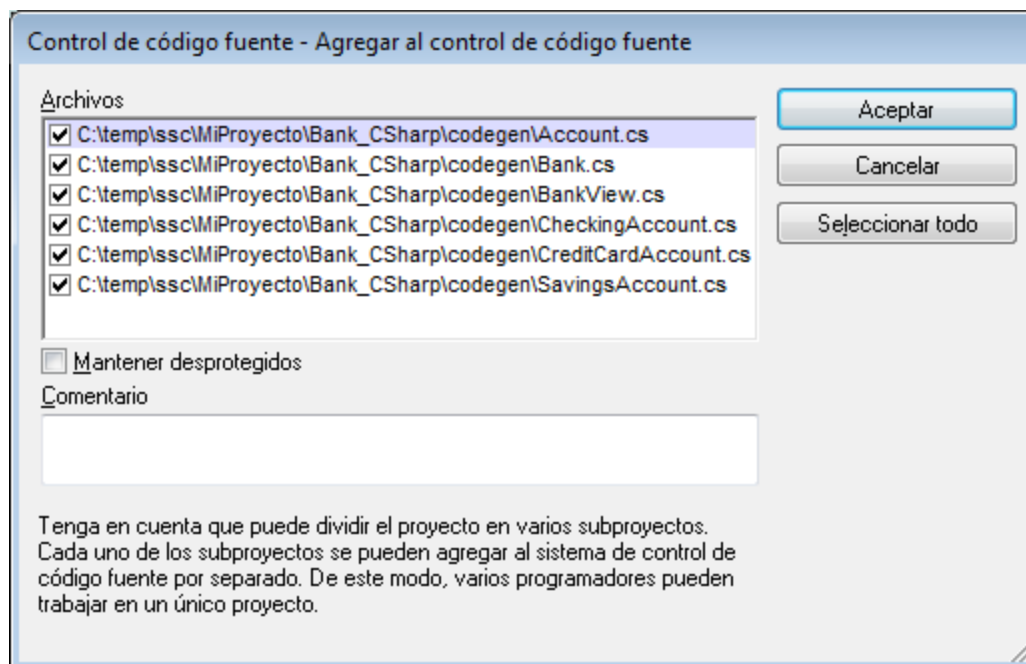 Control de código fuente - Agregar al control de código fuente
Archivos
Aceptar
C:\temp\ssc\MiProyecto\Bank_CSharp\codegen\Account.cs
C:\temp\ssc\MiProyecto\Bank_CSharp\codegen\Bank.cs
Cancelar
C:\temp\ssc\MiProyecto\Bank_CSharp\codegen\BankView.cs
C:\temp\ssc\MiProyecto\Bank_CSharp\codegen\CheckingAccount.cs
Seleccionar todo
C:\temp\ssc\MiProyecto\Bank_CSharp\codegen\CreditCardAccount.cs
C:\temp\ssc\MiProyecto\Bank_CSharp\codegen\SavingsAccount.cs
Mantener desprotegidos
Comentario
Tenga en cuenta que puede dividir el proyecto en varios subproyectos.
Cada uno de los subproyectos se pueden agregar al sistema de control de
código fuente por separado. De este modo, varios programadores pueden
trabajar en un único proyecto.